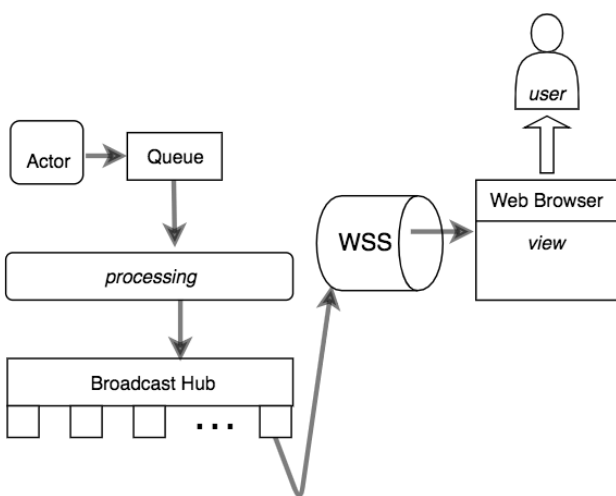 user
Actor
Queue
Web Browser
WSS
view
processing
Broadcast Hub
...